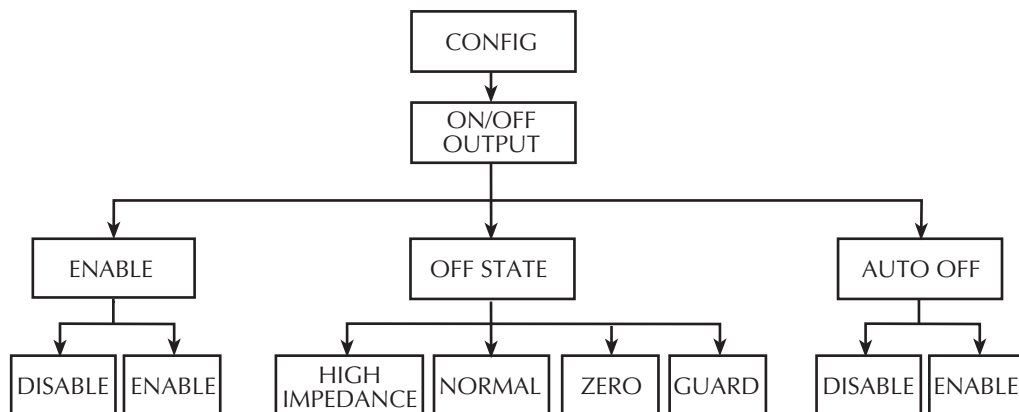 CONFIG
ON/OFF
OUTPUT
ENABLE
OFF STATE
AUTO OFF
DISABLE
ENABLE
HIGH
IMPEDANCE
NORMAL
ZERO
GUARD
DISABLE
ENABLE